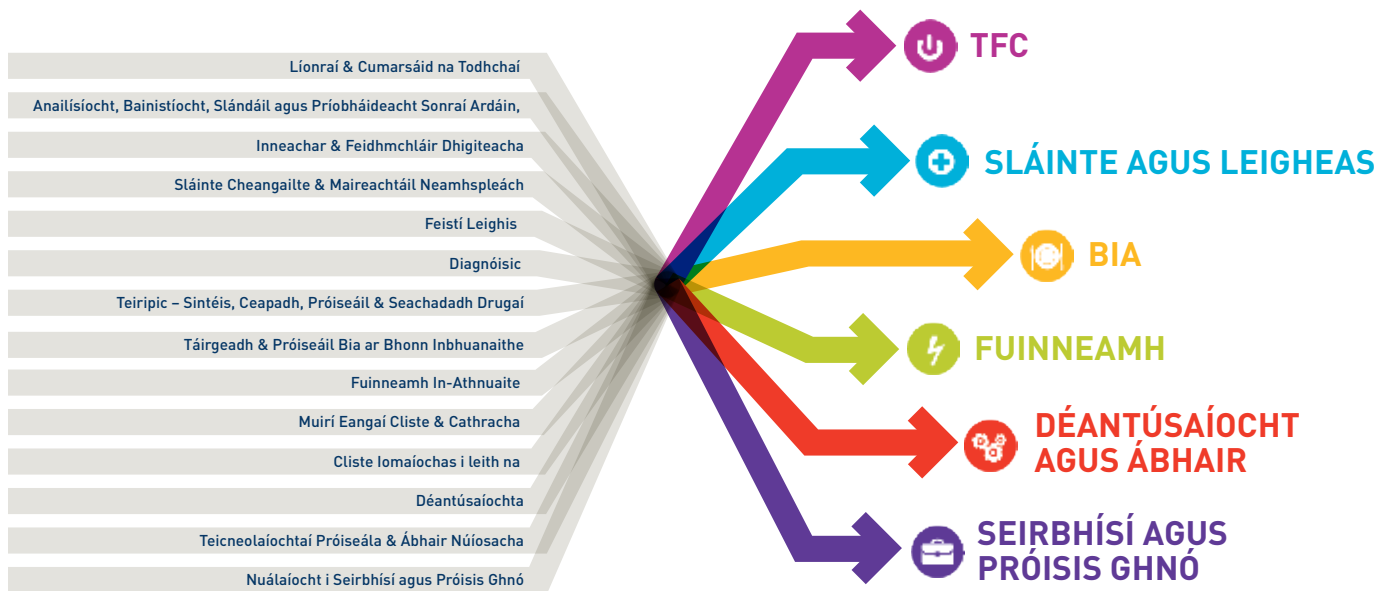 Líonraí & Cumarsáid na Todhchaí
Anailísíocht, Bainistíocht, Slándáil agus Príobháideacht Sonraí Ardáin,
Inneachar & Feidhmchláir Dhigiteacha
Sláinte Cheangailte & Maireachtáil Neamhspleách
Feistí Leighis
Diagnóisic
Teiripic – Sintéis, Ceapadh, Próiseáil & Seachadadh Drugaí
Táirgeadh & Próiseáil Bia ar Bhonn Inbhuanaithe
Fuinneamh In-Athnuaite
Muirí Eangaí Cliste & Cathracha
Cliste Iomaíochas i leith na
Déantúsaíochta
Teicneolaíochtaí Próiseála & Ábhair Núíosacha
Nuálaíocht i Seirbhísí agus Próisis Ghnó
TFC
SLÁINTE AGUS LEIGHEAS
BIA
FUINNEAMH
DÉANTÚSAÍOCHT
AGUS ÁBHAIR
SEIRBHÍSÍ AGUS
PRÓISIS GHNÓ